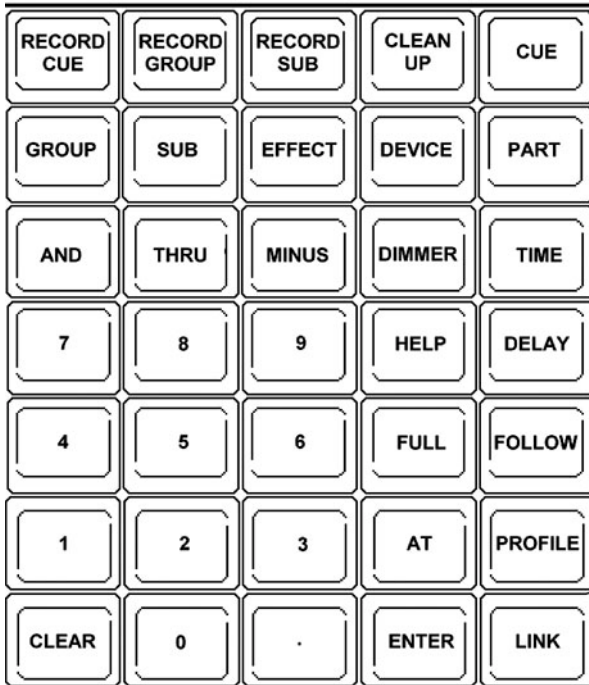 RECORD CUE RECORD GROUP RECORD SUB CLEAN UP CUE
GROUP SUB EFFECT DEVICE PART
AND THRU MINUS DIMMER TIME
7 8 9 HELP DELAY
4 5 6 FULL FOLLOW
1 2 3 AT PROFILE
CLEAR 0 . ENTER LINK